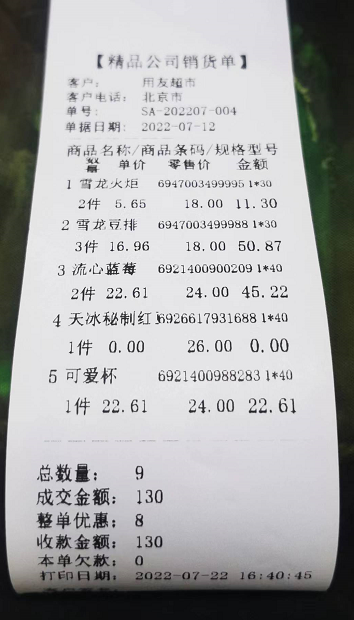 【精品公司销货单】
客户： 用友超市
客户电话： 北京市
单号： SA-202207-004
单据日期： 2022-07-12
商品名称/商品条码/规格型号
数量 单价 零售价 金额
1 雪龙火炬 6947003499995 1*30
2件 5.65 18.00 11.30
2 雪龙豆排 6947003499988 1*30
3件 16.96 18.00 50.87
3 流心蓝莓 6921400900209 1*40
2件 22.61 24.00 45.22
4 天冰秘制红 6926617931688 1*40
1件 0.00 26.00 0.00
5 可爱杯 6921400988283 1*40
1件 22.61 24.00 22.61
总数量： 9
成交金额： 130
整单优惠： 8
收款金额： 130
本单欠款： 0
打印日期： 2022-07-22 16:40:45